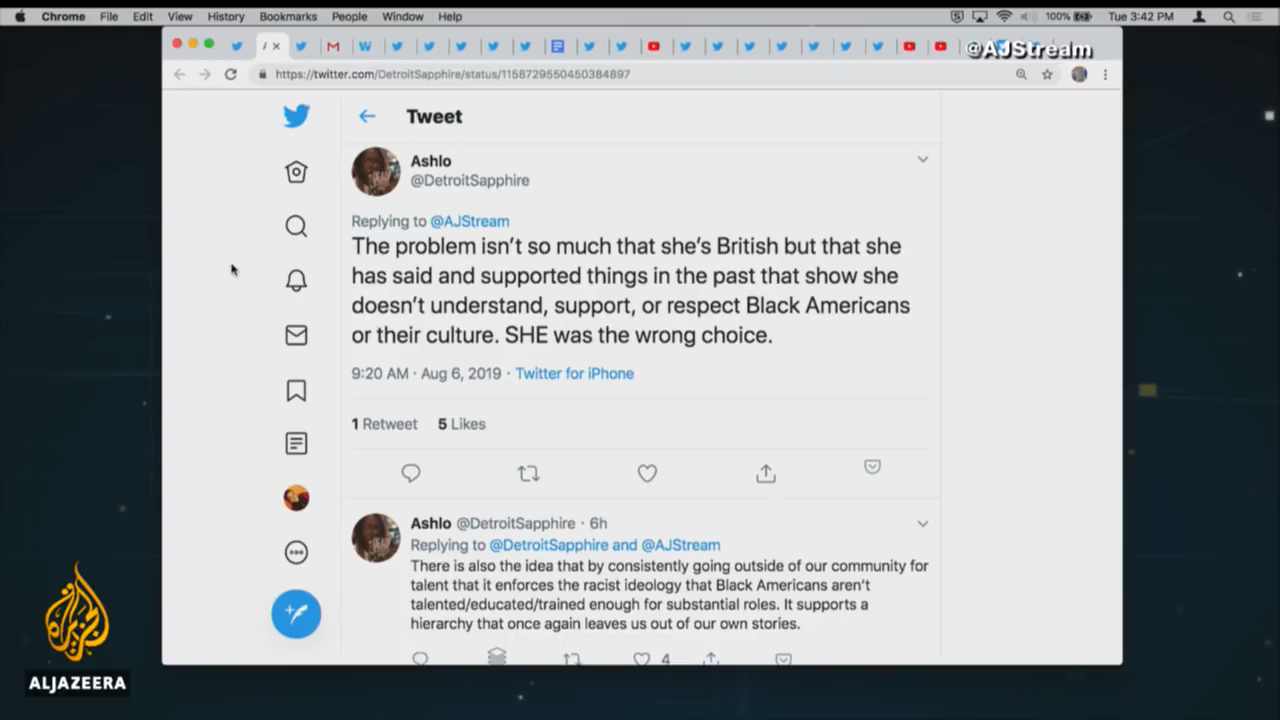 Chrome File Edit View History Bookmarks People Window Help 100% Tue 3:42 PM
@AJStream
https://twitter.com/DetroitSapphire/status/1158729550450384897
Tweet
Ashlo
@DetroitSapphire
Replying to @AJStream
The problem isn't so much that she's British but that she
has said and supported things in the past that show she
doesn't understand, support, or respect Black Americans
or their culture. SHE was the wrong choice.
9:20 AM · Aug 6, 2019 · Twitter for iPhone
1 Retweet 5 Likes
Ashlo @DetroitSapphire · 6h
Replying to @DetroitSapphire and @AJStream
There is also the idea that by consistently going outside of our community for
talent that it enforces the racist ideology that Black Americans aren't
talented/educated/trained enough for substantial roles. It supports a
hierarchy that once again leaves us out of our own stories.
4
ALJAZEERA